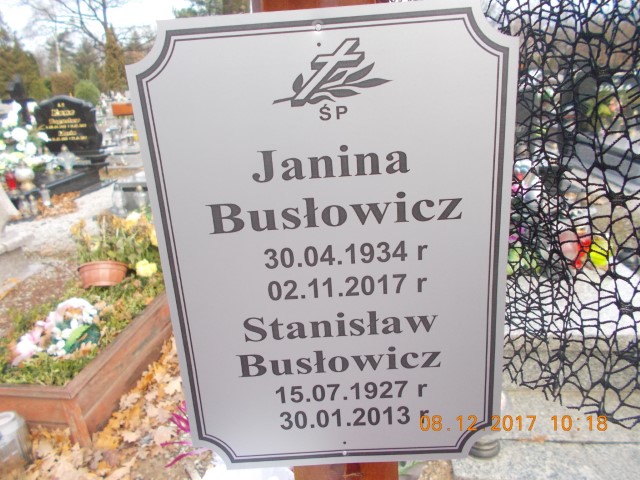 ŚP
Janina
Busłowicz
30.04.1934 r
02.11.2017 r
Stanisław
Busłowicz
15.07.1927 r
30.01.2013 r
08.12.2017 10:18